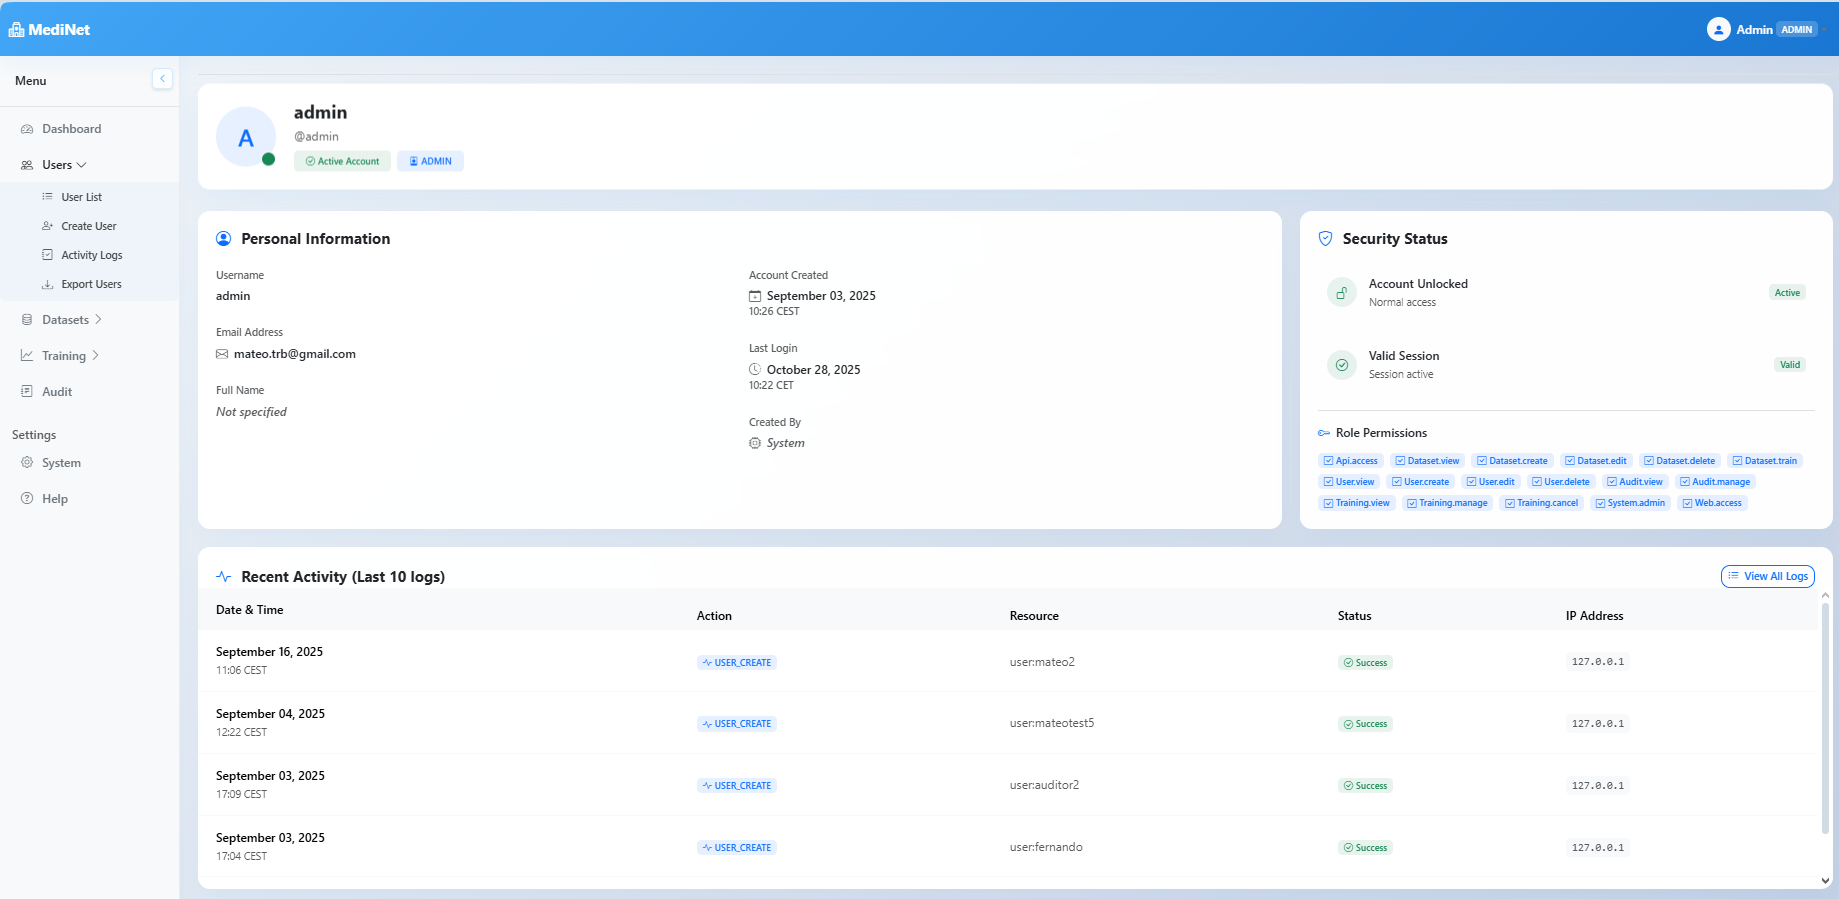 MediNet
Admin ADMIN
Menu
Dashboard
Users
User List
Create User
Activity Logs
Export Users
Datasets
Training
Audit
Settings
System
Help
A
admin
@admin
Active Account ADMIN
Personal Information
Username
admin
Email Address
mateo.trb@gmail.com
Full Name
Not specified
Account Created
September 03, 2025
10:26 CEST
Last Login
October 28, 2025
10:22 CET
Created By
System
Security Status
Account Unlocked
Normal access
Active
Valid Session
Session active
Valid
Role Permissions
Api.access Dataset.view Dataset.create Dataset.edit Dataset.delete Dataset.train
User.view User.create User.edit User.delete Audit.view Audit.manage
Training.view Training.manage Training.cancel System.admin Web.access
Recent Activity (Last 10 logs)
View All Logs
Date & Time Action Resource Status IP Address
September 16, 2025
11:06 CEST
USER_CREATE user:mateo2 Success 127.0.0.1
September 04, 2025
12:22 CEST
USER_CREATE user:mateotest5 Success 127.0.0.1
September 03, 2025
17:09 CEST
USER_CREATE user:auditor2 Success 127.0.0.1
September 03, 2025
17:04 CEST
USER_CREATE user:fernando Success 127.0.0.1